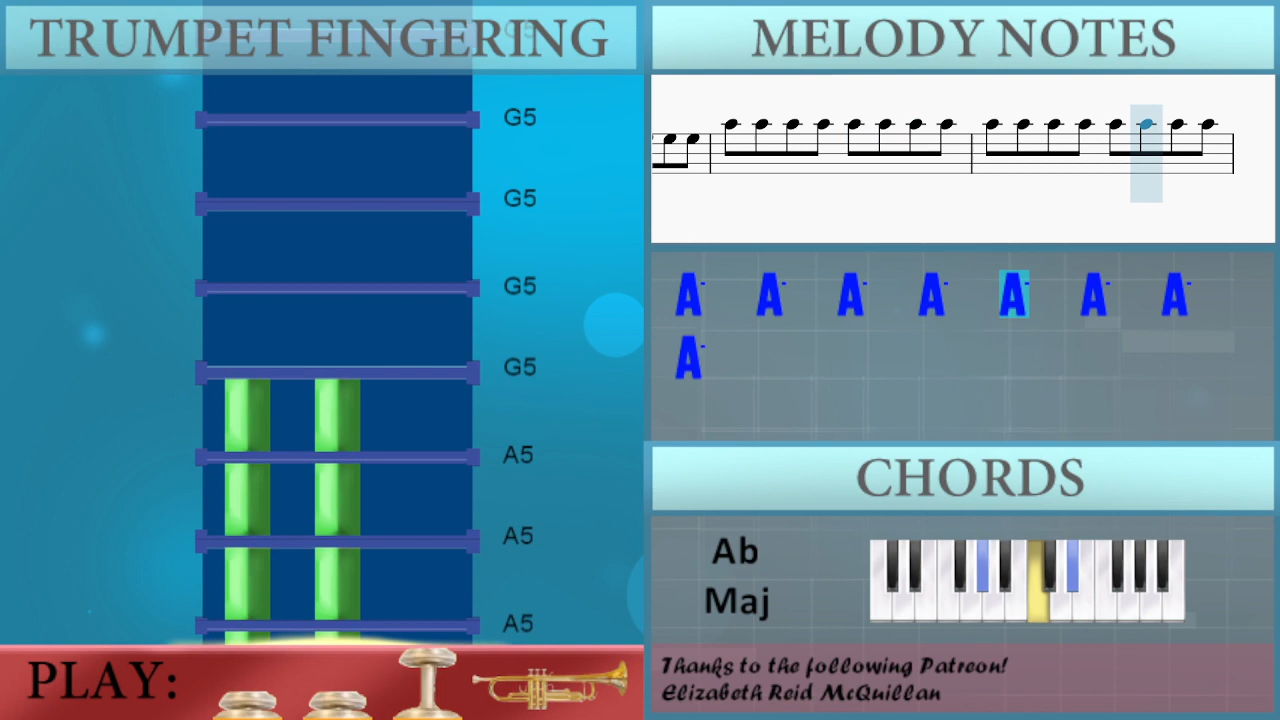 TRUMPET FINGERING
MELODY NOTES
G5
G5
G5
G5
A5
A5
A5
A- A- A- A- A- A- A-
A-
CHORDS
Ab
Maj
PLAY:
Thanks to the following Patreon!
Elizabeth Reid McQuillan